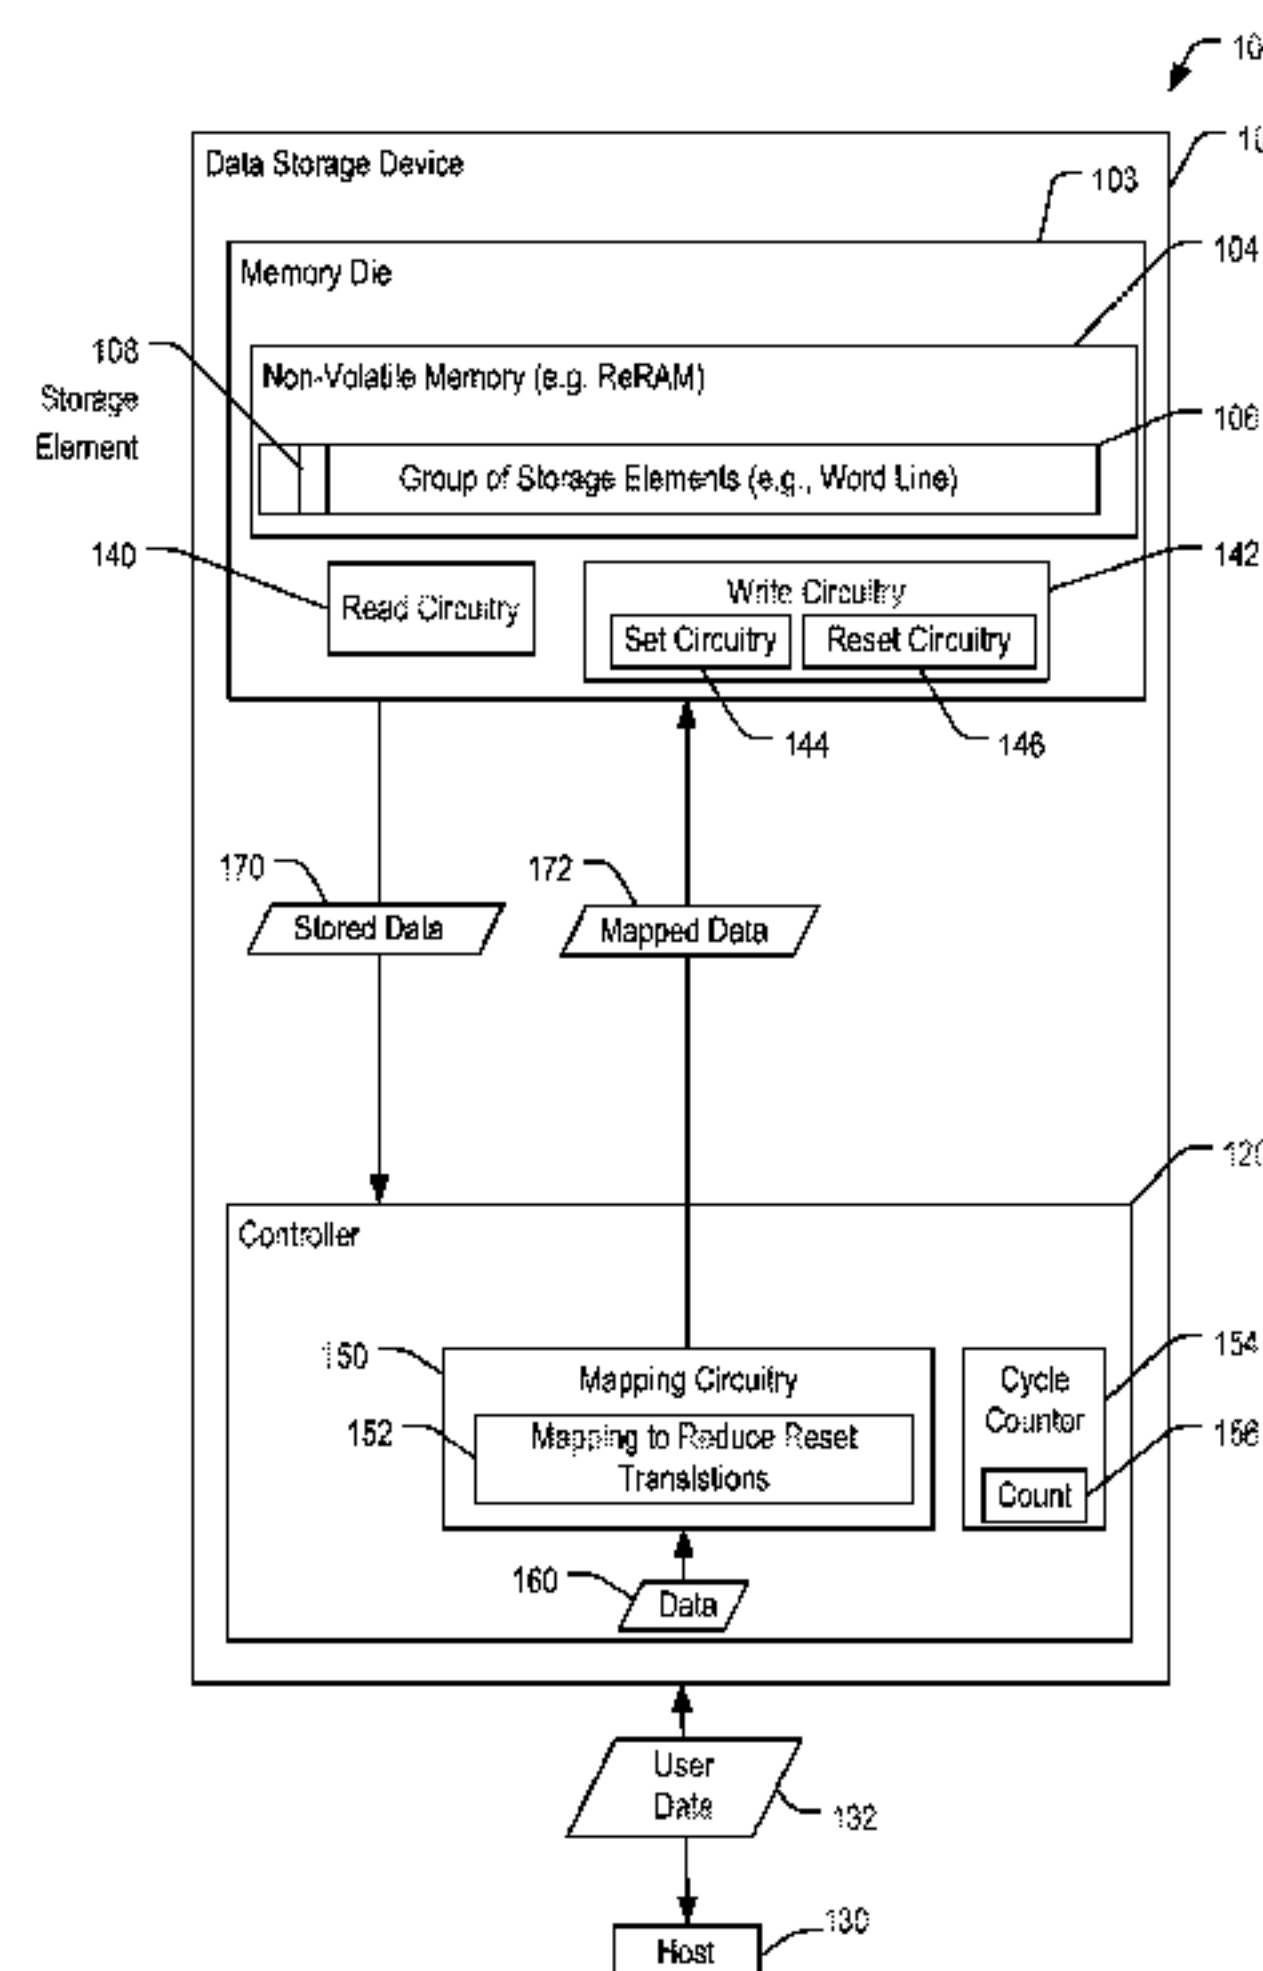 Data Storage Device
103
Memory Die
104
108
Storage
Element
Non-Volatile Memory (e.g. ReRAM)
106
Group of Storage Elements (e.g., Word Line)
140
Read Circuitry
142
Write Circuitry
Set Circuitry
Reset Circuitry
144
146
170
Stored Data
172
Mapped Data
120
Controller
150
Mapping Circuitry
152
Mapping to Reduce Reset
Translstions
154
Cycle
Counter
156
Count
160
Data
User
Data
132
130
Host